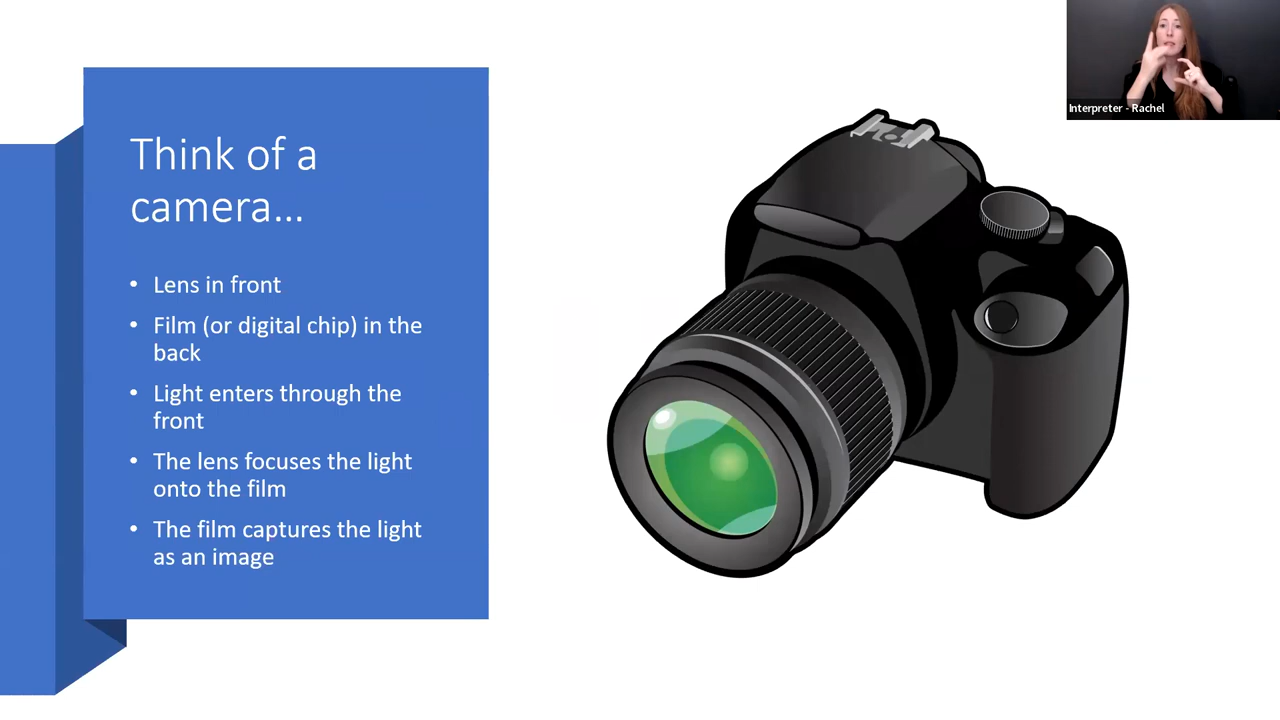 Think of a
camera...
• Lens in front
• Film (or digital chip) in the
back
• Light enters through the
front
• The lens focuses the light
onto the film
• The film captures the light
as an image
Interpreter - Rachel